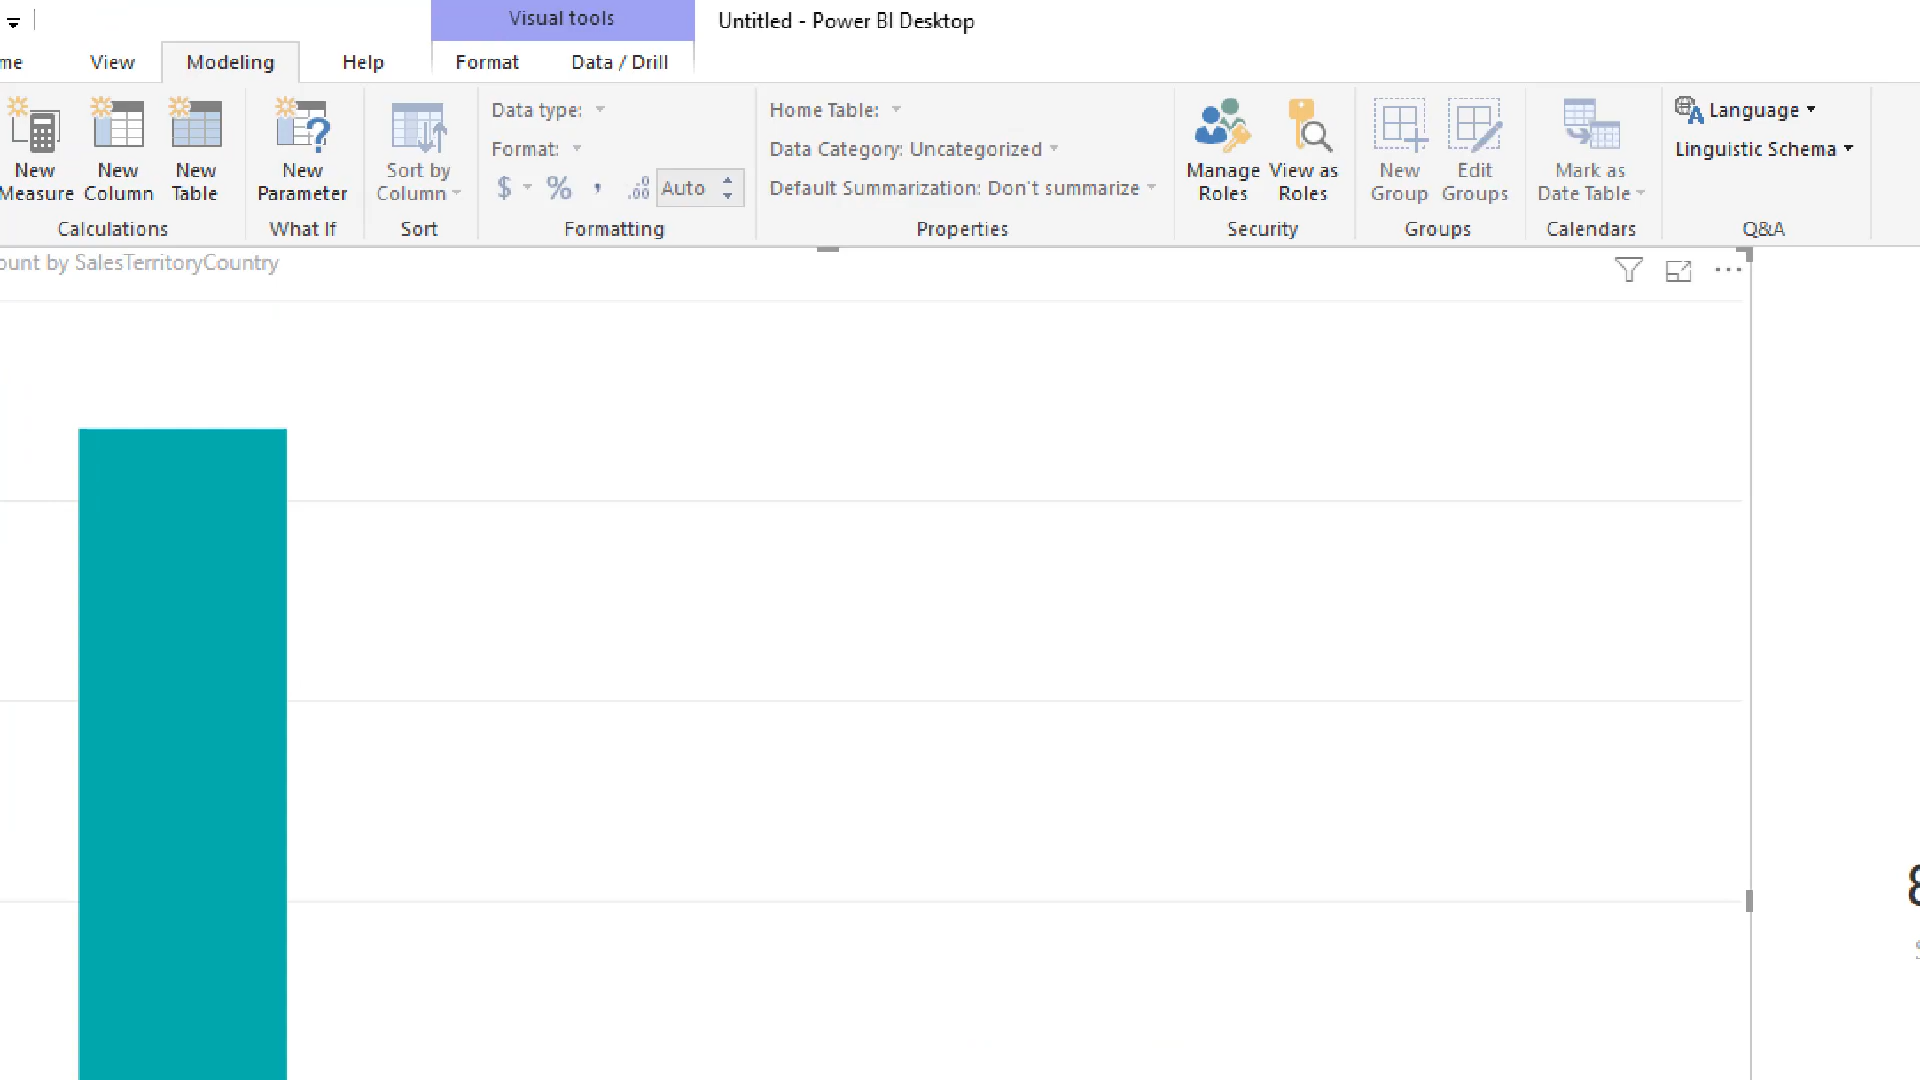 Visual tools
Untitled - Power BI Desktop
me View Modeling Help Format Data / Drill
New Measure
New Column
New Table
Calculations
New Parameter
What If
Sort by Column
Sort
Data type:
Format:
$ % , .00 Auto
Formatting
Home Table:
Data Category: Uncategorized
Default Summarization: Don't summarize
Properties
Manage Roles
View as Roles
Security
New Group
Edit Groups
Groups
Mark as Date Table
Calendars
Language
Linguistic Schema
Q&A
ount by SalesTerritoryCountry